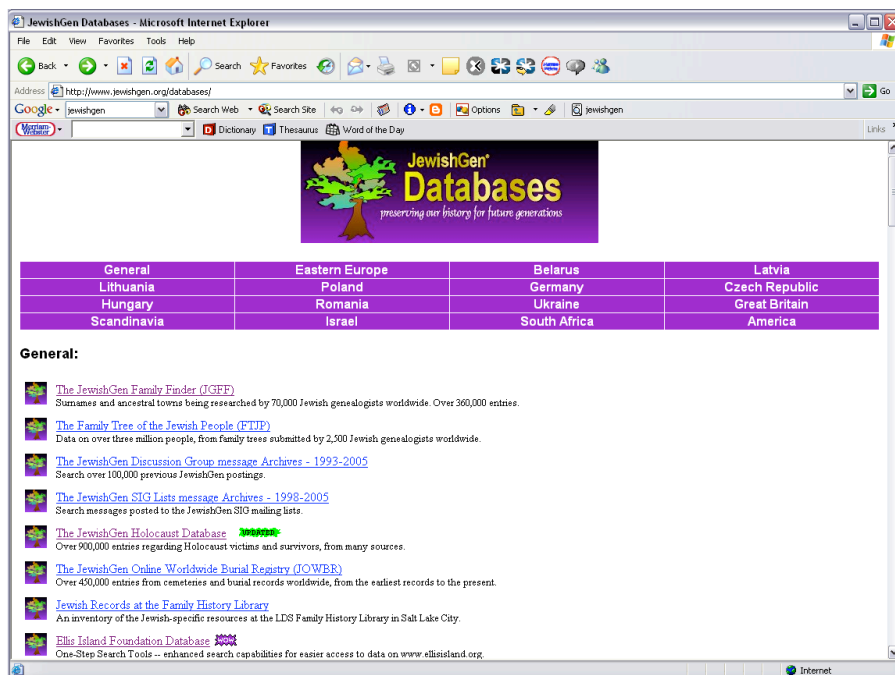 JewishGen Databases - Microsoft Internet Explorer
File Edit View Favorites Tools Help
Back Search Favorites
Address http://www.jewishgen.org/databases/ Go
Google jewishgen Search Web Search Site Options jewishgen
Merriam-Webster Dictionary Thesaurus Word of the Day Links
JewishGen®
Databases
preserving our history for future generations
General Eastern Europe Belarus Latvia
Lithuania Poland Germany Czech Republic
Hungary Romania Ukraine Great Britain
Scandinavia Israel South Africa America
General:
The JewishGen Family Finder (JGFF)
Surnames and ancestral towns being researched by 70,000 Jewish genealogists worldwide. Over 360,000 entries.
The Family Tree of the Jewish People (FTJP)
Data on over three million people, from family trees submitted by 2,500 Jewish genealogists worldwide.
The JewishGen Discussion Group message Archives - 1993-2005
Search over 100,000 previous JewishGen postings.
The JewishGen SIG Lists message Archives - 1998-2005
Search messages posted to the JewishGen SIG mailing lists.
The JewishGen Holocaust Database UPDATED
Over 900,000 entries regarding Holocaust victims and survivors, from many sources.
The JewishGen Online Worldwide Burial Registry (JOWBR)
Over 450,000 entries from cemeteries and burial records worldwide, from the earliest records to the present.
Jewish Records at the Family History Library
An inventory of the Jewish-specific resources at the LDS Family History Library in Salt Lake City.
Ellis Island Foundation Database WOW
One-Step Search Tools -- enhanced search capabilities for easier access to data on www.ellisisland.org.
Internet